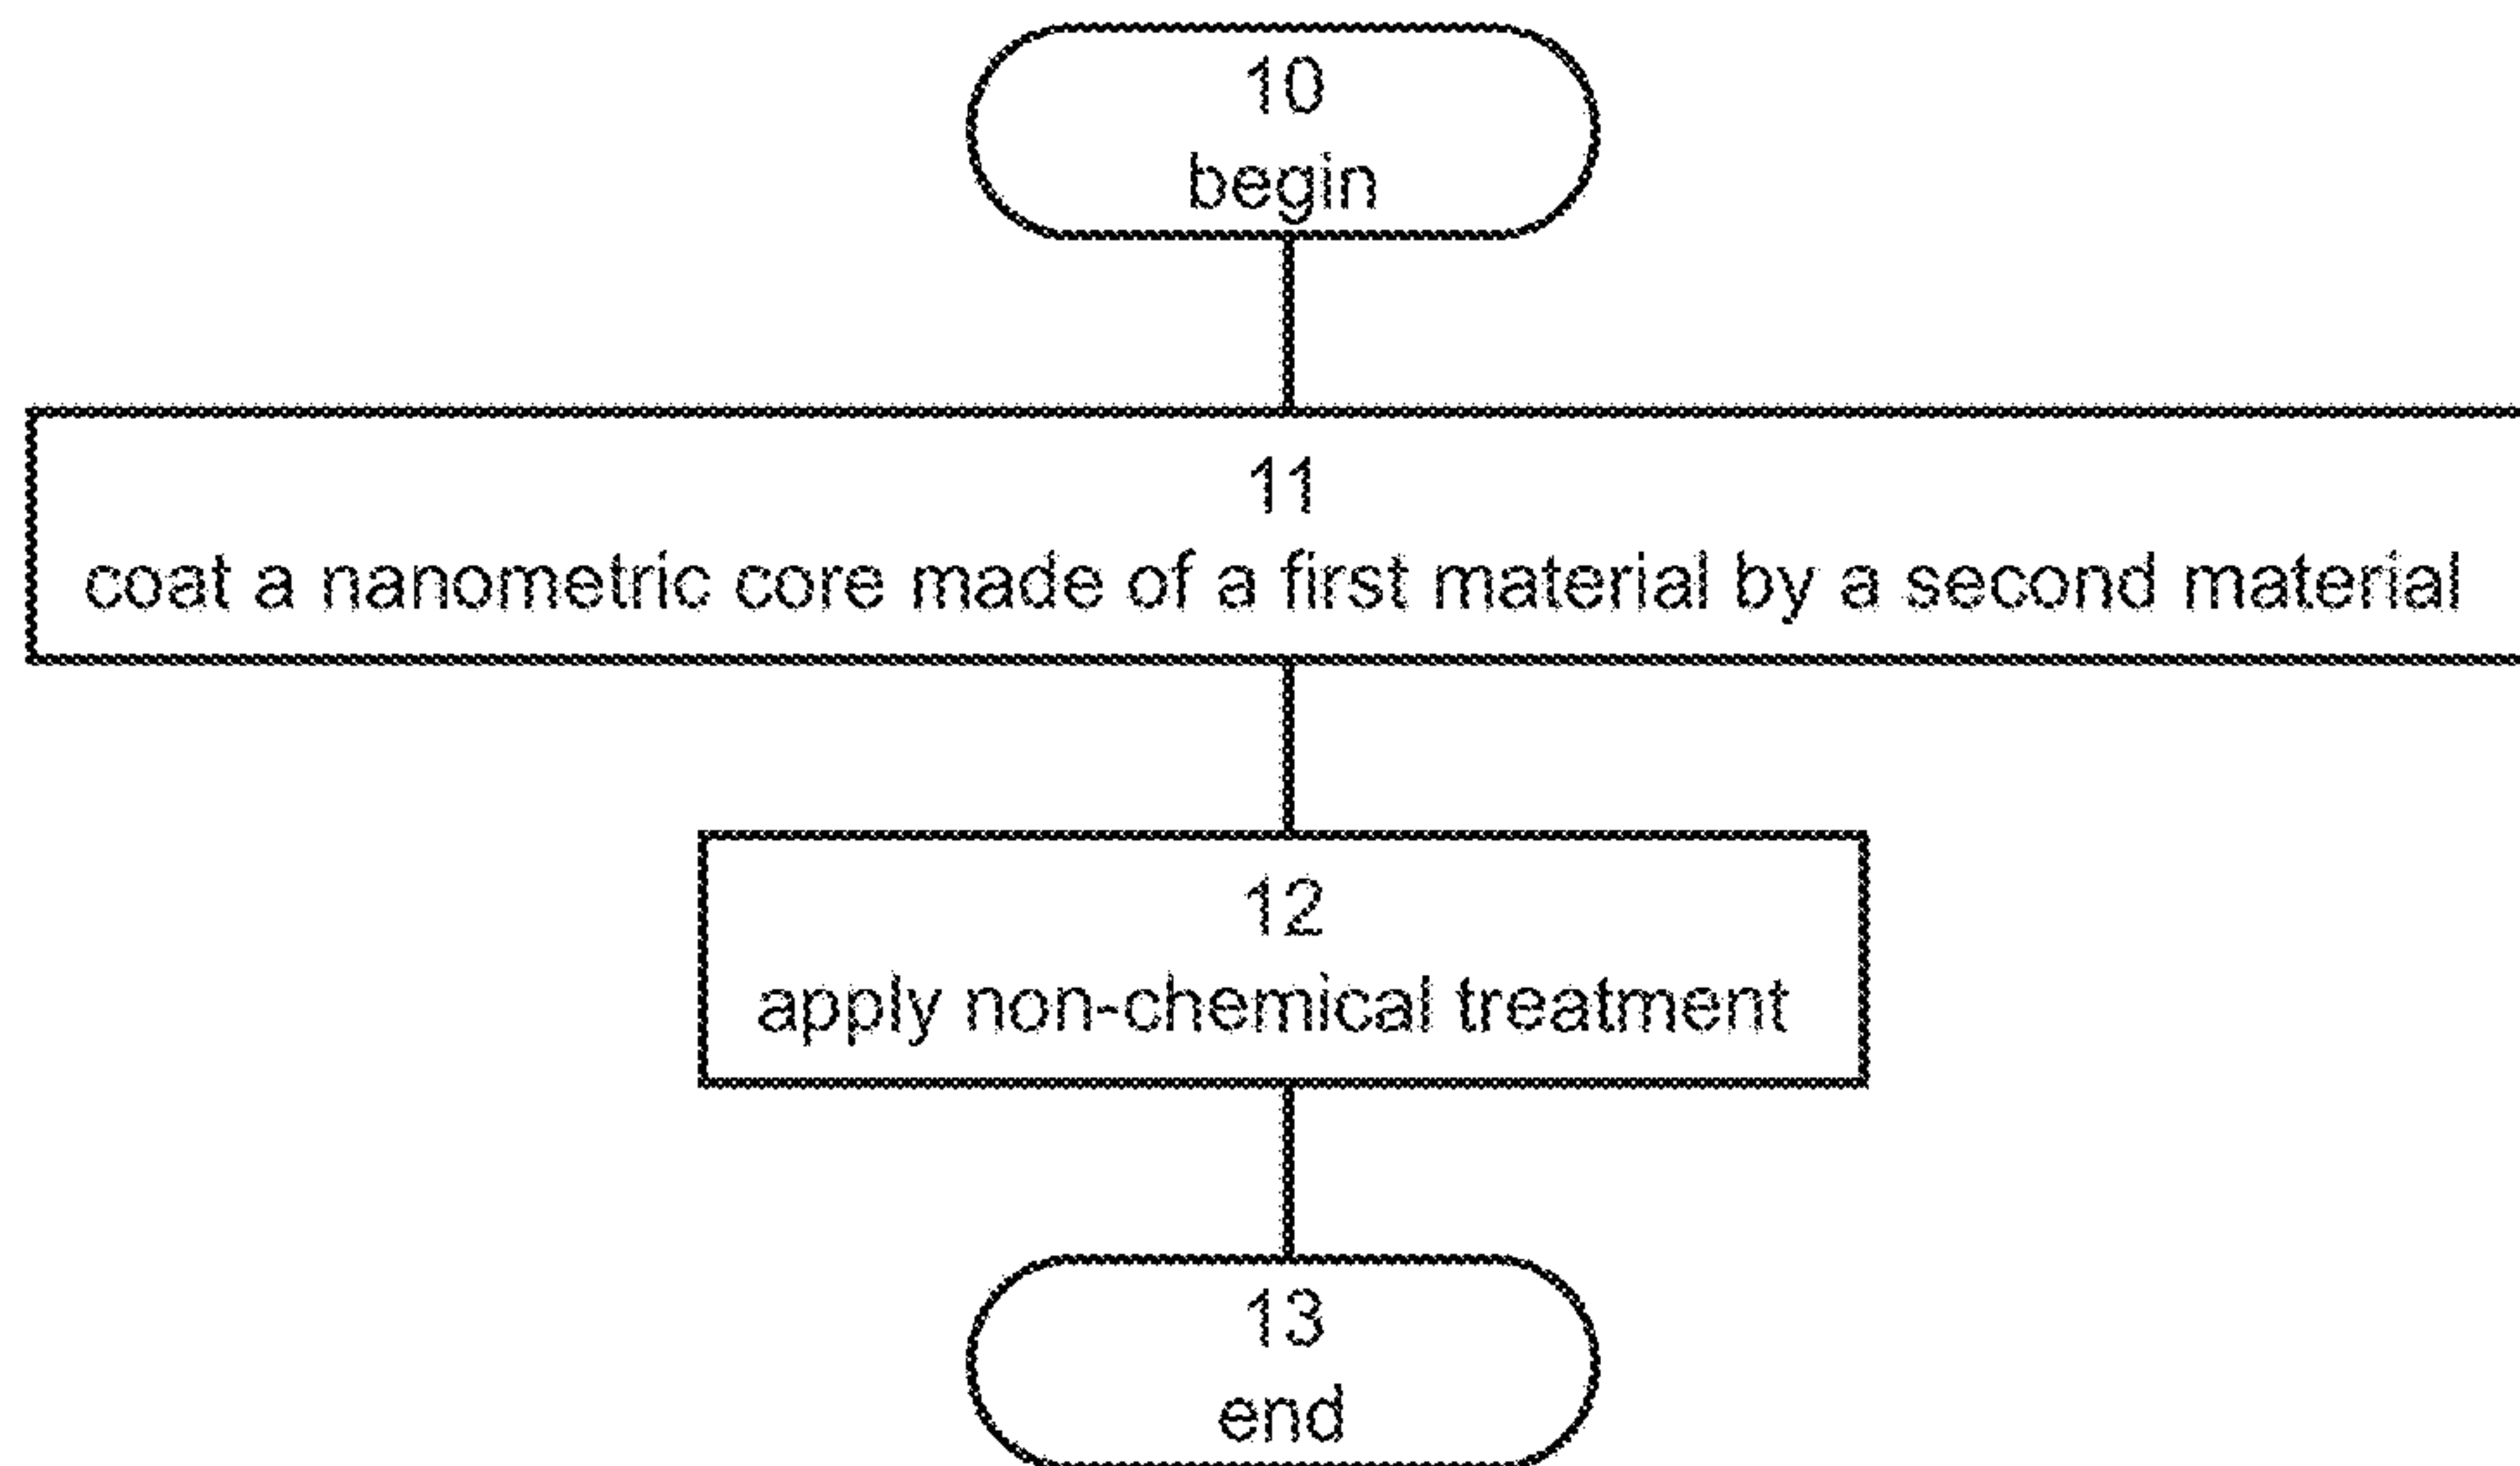 10
begin
11
coat a nanometric core made of a first material by a second material
12
apply non-chemical treatment
13
end